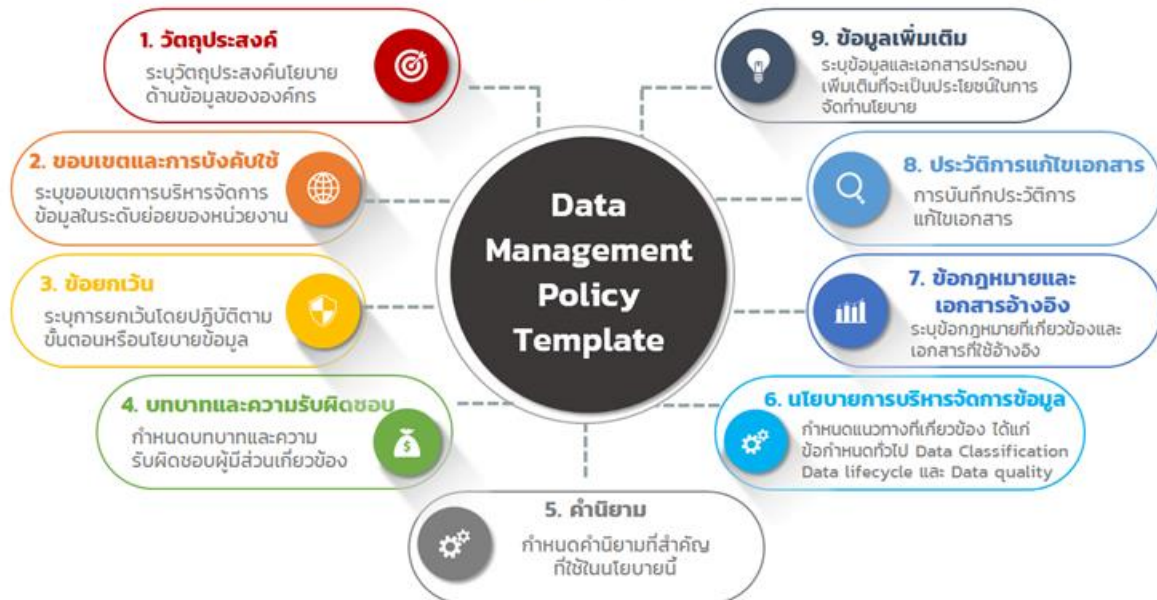 1. วัตถุประสงค์
ระบุวัตถุประสงค์นโยบาย
ด้านข้อมูลขององค์กร
2. ขอบเขตและการบังคับใช้
ระบุขอบเขตการบริหารจัดการ
ข้อมูลในระดับย่อยของหน่วยงาน
3. ข้อยกเว้น
ระบุการยกเว้นโดยปฏิบัติตาม
ขั้นตอนหรือนโยบายข้อมูล
4. บทบาทและความรับผิดชอบ
กำหนดบทบาทและความ
รับผิดชอบผู้มีส่วนเกี่ยวข้อง
5. คำนิยาม
กำหนดคำนิยามที่สำคัญ
ที่ใช้ในนโยบายนี้
Data
Management
Policy
Template
6. นโยบายการบริหารจัดการข้อมูล
กำหนดแนวทางที่เกี่ยวข้อง ได้แก่
ข้อกำหนดทั่วไป Data Classification
Data lifecycle และ Data quality
7. ข้อกฎหมายและ
เอกสารอ้างอิง
ระบุข้อกฎหมายที่เกี่ยวข้องและ
เอกสารที่ใช้อ้างอิง
8. ประวัติการแก้ไขเอกสาร
การบันทึกประวัติการ
แก้ไขเอกสาร
9. ข้อมูลเพิ่มเติม
ระบุข้อมูลและเอกสารประกอบ
เพิ่มเติมที่จะเป็นประโยชน์ในการ
จัดทำนโยบาย